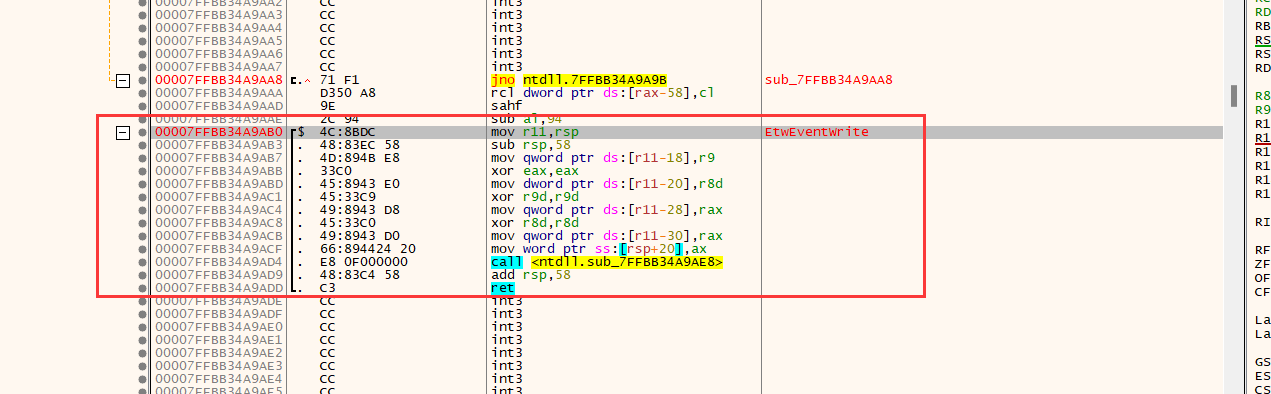 00007FFBB34A9AA2 CC int3
00007FFBB34A9AA3 CC int3
00007FFBB34A9AA4 CC int3
00007FFBB34A9AA5 CC int3
00007FFBB34A9AA6 CC int3
00007FFBB34A9AA7 CC int3
00007FFBB34A9AA8 71 F1 jno ntdll.7FFBB34A9A9B sub_7FFBB34A9AA8
00007FFBB34A9AAA D350 A8 rcl dword ptr ds:[rax-58],cl
00007FFBB34A9AAD 9E sahf
00007FFBB34A9AAE 2C 94 sub al,94
00007FFBB34A9AB0 $ 4C:8BDC mov r11,rsp EtwEventWrite
00007FFBB34A9AB3 . 48:83EC 58 sub rsp,58
00007FFBB34A9AB7 . 4D:894B E8 mov qword ptr ds:[r11-18],r9
00007FFBB34A9ABB . 33C0 xor eax,eax
00007FFBB34A9ABD . 45:8943 E0 mov dword ptr ds:[r11-20],r8d
00007FFBB34A9AC1 . 45:33C9 xor r9d,r9d
00007FFBB34A9AC4 . 49:8943 D8 mov qword ptr ds:[r11-28],rax
00007FFBB34A9AC8 . 45:33C0 xor r8d,r8d
00007FFBB34A9ACB . 49:8943 D0 mov qword ptr ds:[r11-30],rax
00007FFBB34A9ACF . 66:894424 20 mov word ptr ss:[rsp+20],ax
00007FFBB34A9AD4 . E8 0F000000 call <ntdll.sub_7FFBB34A9AE8>
00007FFBB34A9AD9 . 48:83C4 58 add rsp,58
00007FFBB34A9ADD . C3 ret
00007FFBB34A9ADE CC int3
00007FFBB34A9ADF CC int3
00007FFBB34A9AE0 CC int3
00007FFBB34A9AE1 CC int3
00007FFBB34A9AE2 CC int3
00007FFBB34A9AE3 CC int3
00007FFBB34A9AE4 CC int3
00007FFBB34A9AE5 CC int3
RD
RB
RS
RS
RD
R8
R9
R1
R1
R1
R1
R1
R1
RI
RF
ZF
OF
CF
La
La
GS
ES
CS